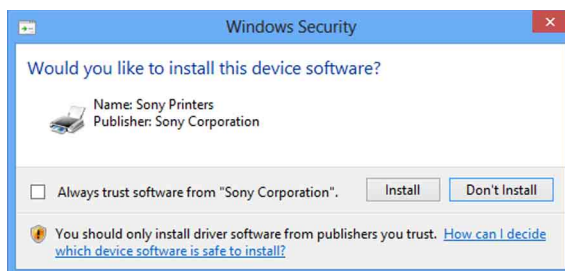 Windows Security
Would you like to install this device software?
Name: Sony Printers
Publisher: Sony Corporation
Always trust software from "Sony Corporation".
Install
Don't Install
You should only install driver software from publishers you trust. How can I decide
which device software is safe to install?